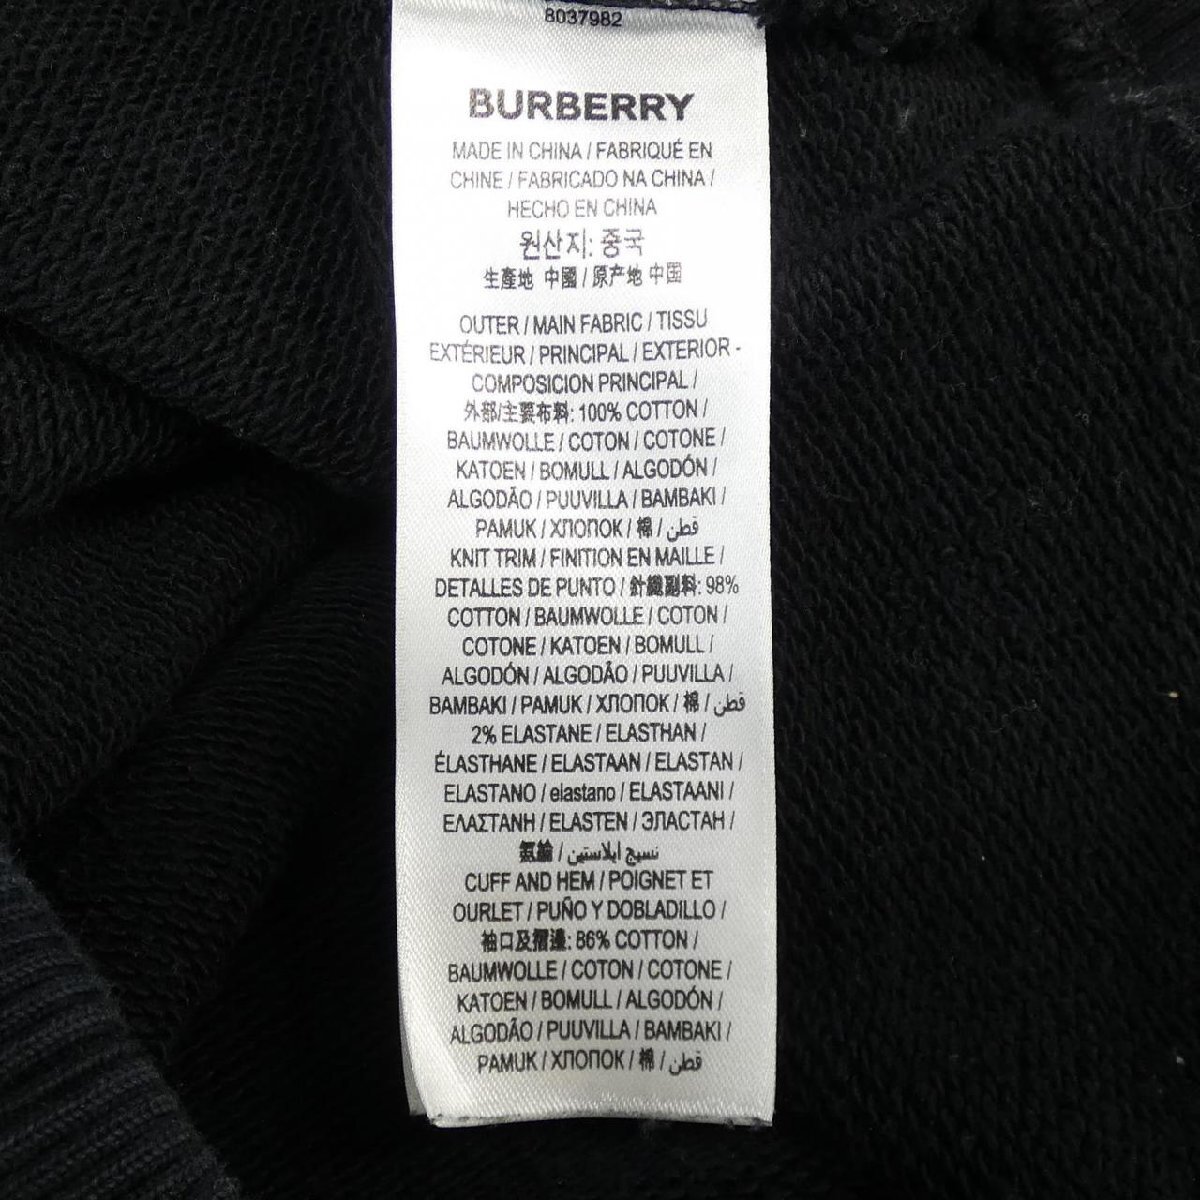 8037982
BURBERRY
MADE IN CHINA / FABRIQUÉ EN
CHINE / FABRICADO NA CHINA /
HECHO EN CHINA
원산지: 중국
生產地 中國 / 原产地 中国
OUTER / MAIN FABRIC / TISSU
EXTÉRIEUR / PRINCIPAL / EXTERIOR -
COMPOSICION PRINCIPAL /
外部/主要布料: 100% COTTON /
BAUMWOLLE / COTON / COTONE /
KATOEN / BOMULL / ALGODÓN /
ALGODÃO / PUUVILLA / BAMBAKI /
PAMUK / ХЛОПОК / 棉 / قطن
KNIT TRIM / FINITION EN MAILLE /
DETALLES DE PUNTO / 針織副料: 98%
COTTON / BAUMWOLLE / COTON /
COTONE / KATOEN / BOMULL /
ALGODÓN / ALGODÃO / PUUVILLA /
BAMBAKI / PAMUK / ХЛОПОК / 棉 / قطن
2% ELASTANE / ELASTHAN /
ÉLASTHANE / ELASTAAN / ELASTAN /
ELASTANO / elastano / ELASTAANI /
ΕΛΑΣΤΑΝΗ / ELASTEN / ЭЛАСТАН /
氨綸 / نسيج ايلاستين
CUFF AND HEM / POIGNET ET
OURLET / PUÑO Y DOBLADILLO /
袖口及摺邊: 86% COTTON /
BAUMWOLLE / COTON / COTONE /
KATOEN / BOMULL / ALGODÓN /
ALGODÃO / PUUVILLA / BAMBAKI /
PAMUK / ХЛОПОК / 棉 / قطن